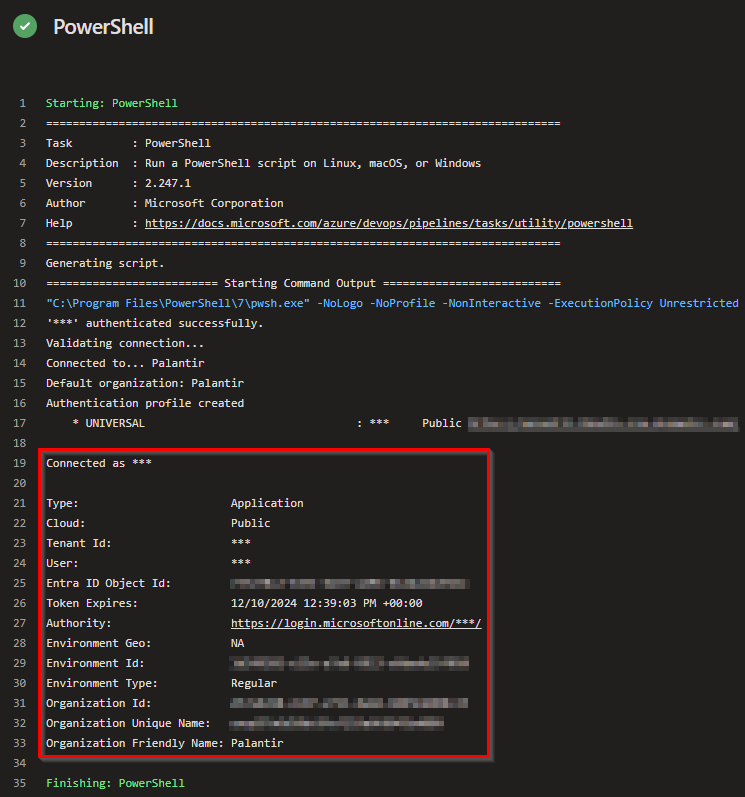 PowerShell
1 Starting: PowerShell
2 ==============================================================================
3 Task         : PowerShell
4 Description  : Run a PowerShell script on Linux, macOS, or Windows
5 Version      : 2.247.1
6 Author       : Microsoft Corporation
7 Help         : https://docs.microsoft.com/azure/devops/pipelines/tasks/utility/powershell
8 ==============================================================================
9 Generating script.
10 ========================== Starting Command Output ===========================
11 "C:\Program Files\PowerShell\7\pwsh.exe" -NoLogo -NoProfile -NonInteractive -ExecutionPolicy Unrestricted
12 '***' authenticated successfully.
13 Validating connection...
14 Connected to... Palantir
15 Default organization: Palantir
16 Authentication profile created
17     * UNIVERSAL                                : ***     Public
18
19 Connected as ***
20
21 Type:                       Application
22 Cloud:                      Public
23 Tenant Id:                  ***
24 User:                       ***
25 Entra ID Object Id:
26 Token Expires:              12/10/2024 12:39:03 PM +00:00
27 Authority:                  https://login.microsoftonline.com/***/
28 Environment Geo:            NA
29 Environment Id:
30 Environment Type:           Regular
31 Organization Id:
32 Organization Unique Name:
33 Organization Friendly Name: Palantir
34
35 Finishing: PowerShell